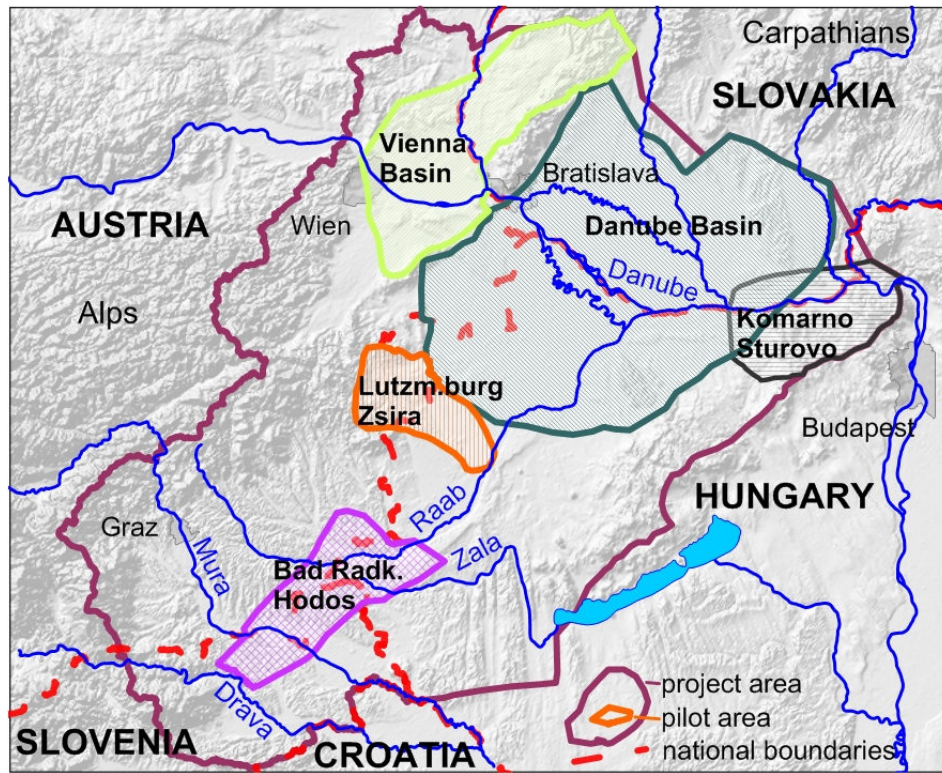 Carpathians
SLOVAKIA
Vienna
Basin
Bratislava
AUSTRIA
Wien
Danube Basin
Danube
Alps
Komarno
Sturovo
Lutzm.burg
Zsira
Budapest
HUNGARY
Raab
Graz
Mura
Zala
Bad Radk.
Hodos
Drava
project area
pilot area
national boundaries
SLOVENIA
CROATIA